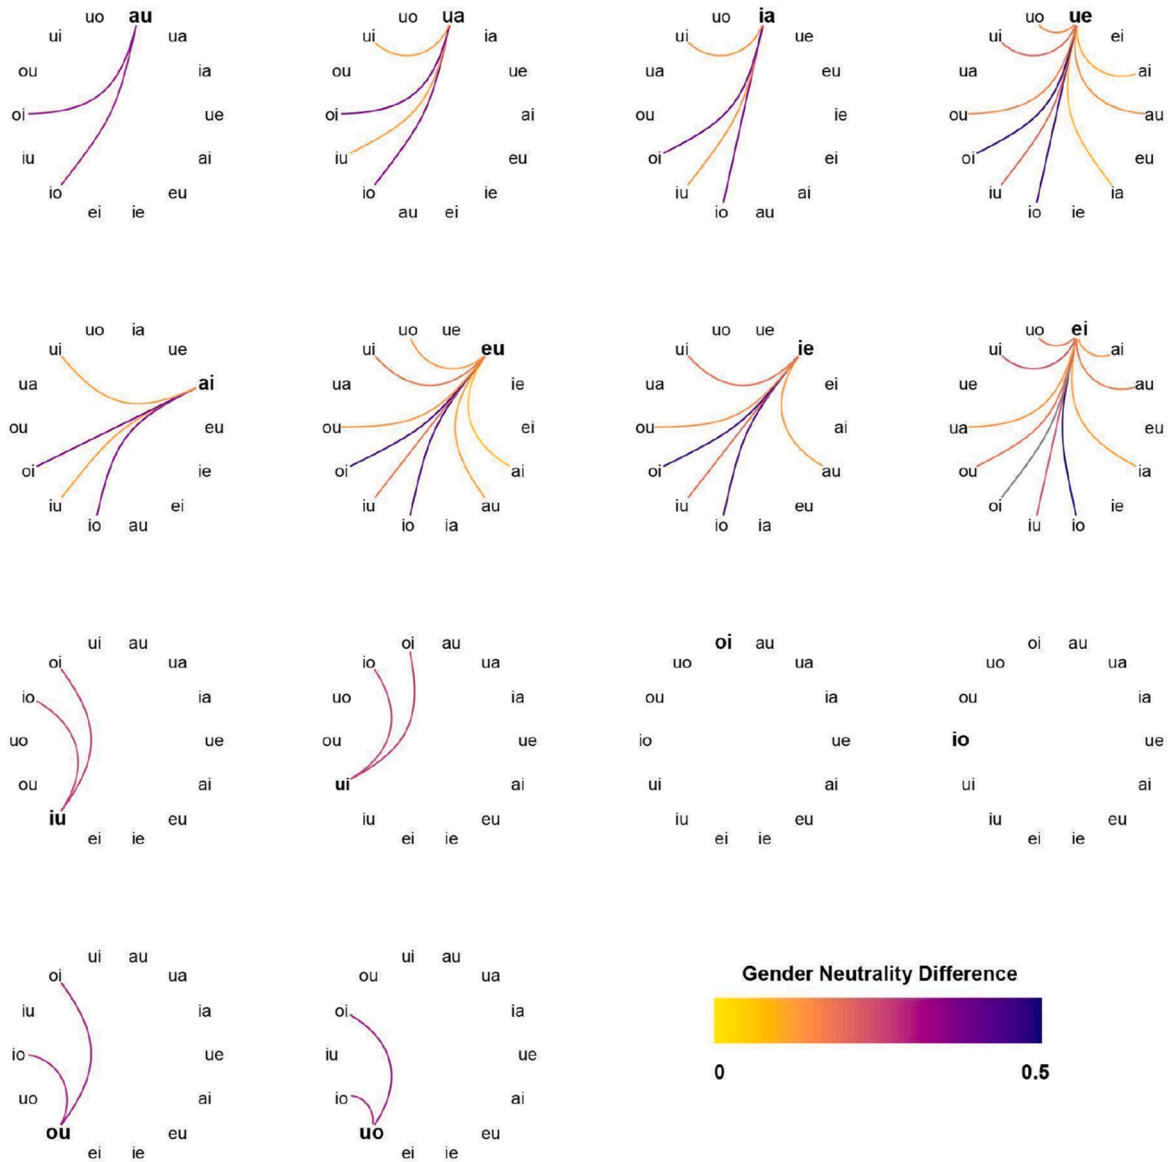 uo au
ui ua
ou ia
oi ue
iu ai
io eu
ei ie
uo ua
ui ia
ou ue
oi ai
iu eu
io ie
au ei
uo ia
ui ue
ua eu
ou ie
oi ei
iu ai
io au
uo ue
ui ei
ua ai
ou au
oi eu
iu ia
io ie
uo ia
ui ue
ua ai
ou eu
oi ie
iu ei
io au
uo ue
ui eu
ua ie
ou ei
oi ai
iu au
io ia
uo ue
ui ie
ua ei
ou ai
oi au
iu eu
io ia
uo ei
ui ai
ue au
ua eu
ou ia
oi ie
iu io
ui au
oi ua
io ia
uo ue
ou ai
iu eu
ei ie
oi au
io ua
uo ia
ou ue
ui ai
iu eu
ei ie
oi au
uo ua
ou ia
io ue
ui ai
iu eu
ei ie
oi au
uo ua
ou ia
io ue
ui ai
iu eu
ei ie
ui au
oi ua
iu ia
io ue
uo ai
ou eu
ei ie
ui au
ou ua
oi ia
iu ue
io ai
uo eu
ei ie
Gender Neutrality Difference
0 0.5